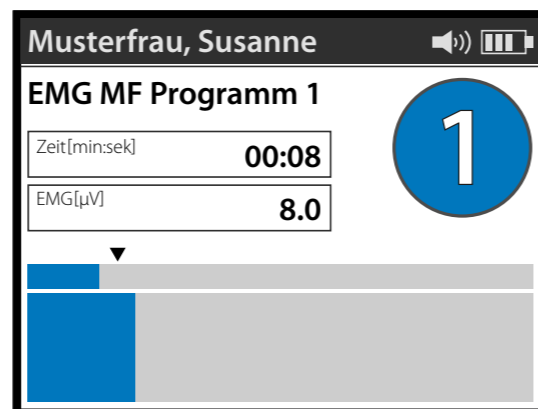 Musterfrau, Susanne
EMG MF Programm 1
1
Zeit[min:sek] 00:08
EMG[µV] 8.0